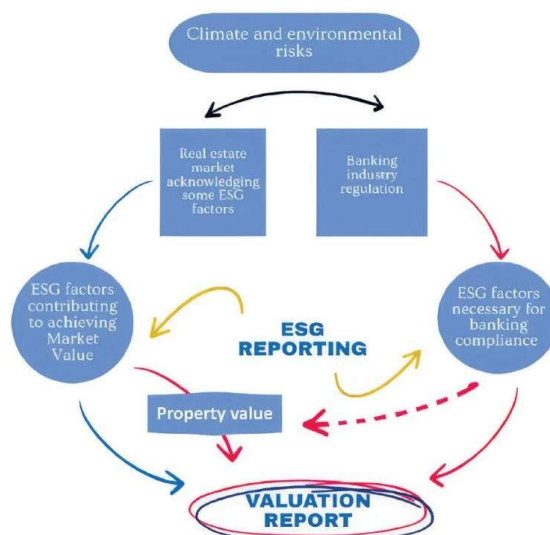 Climate and environmental
risks
Real estate
market
acknowledging
some ESG
factors
Banking
industry
regulation
ESG factors
contributing
to achieving
Market
Value
ESG
REPORTING
ESG factors
necessary for
banking
compliance
Property value
VALUATION
REPORT